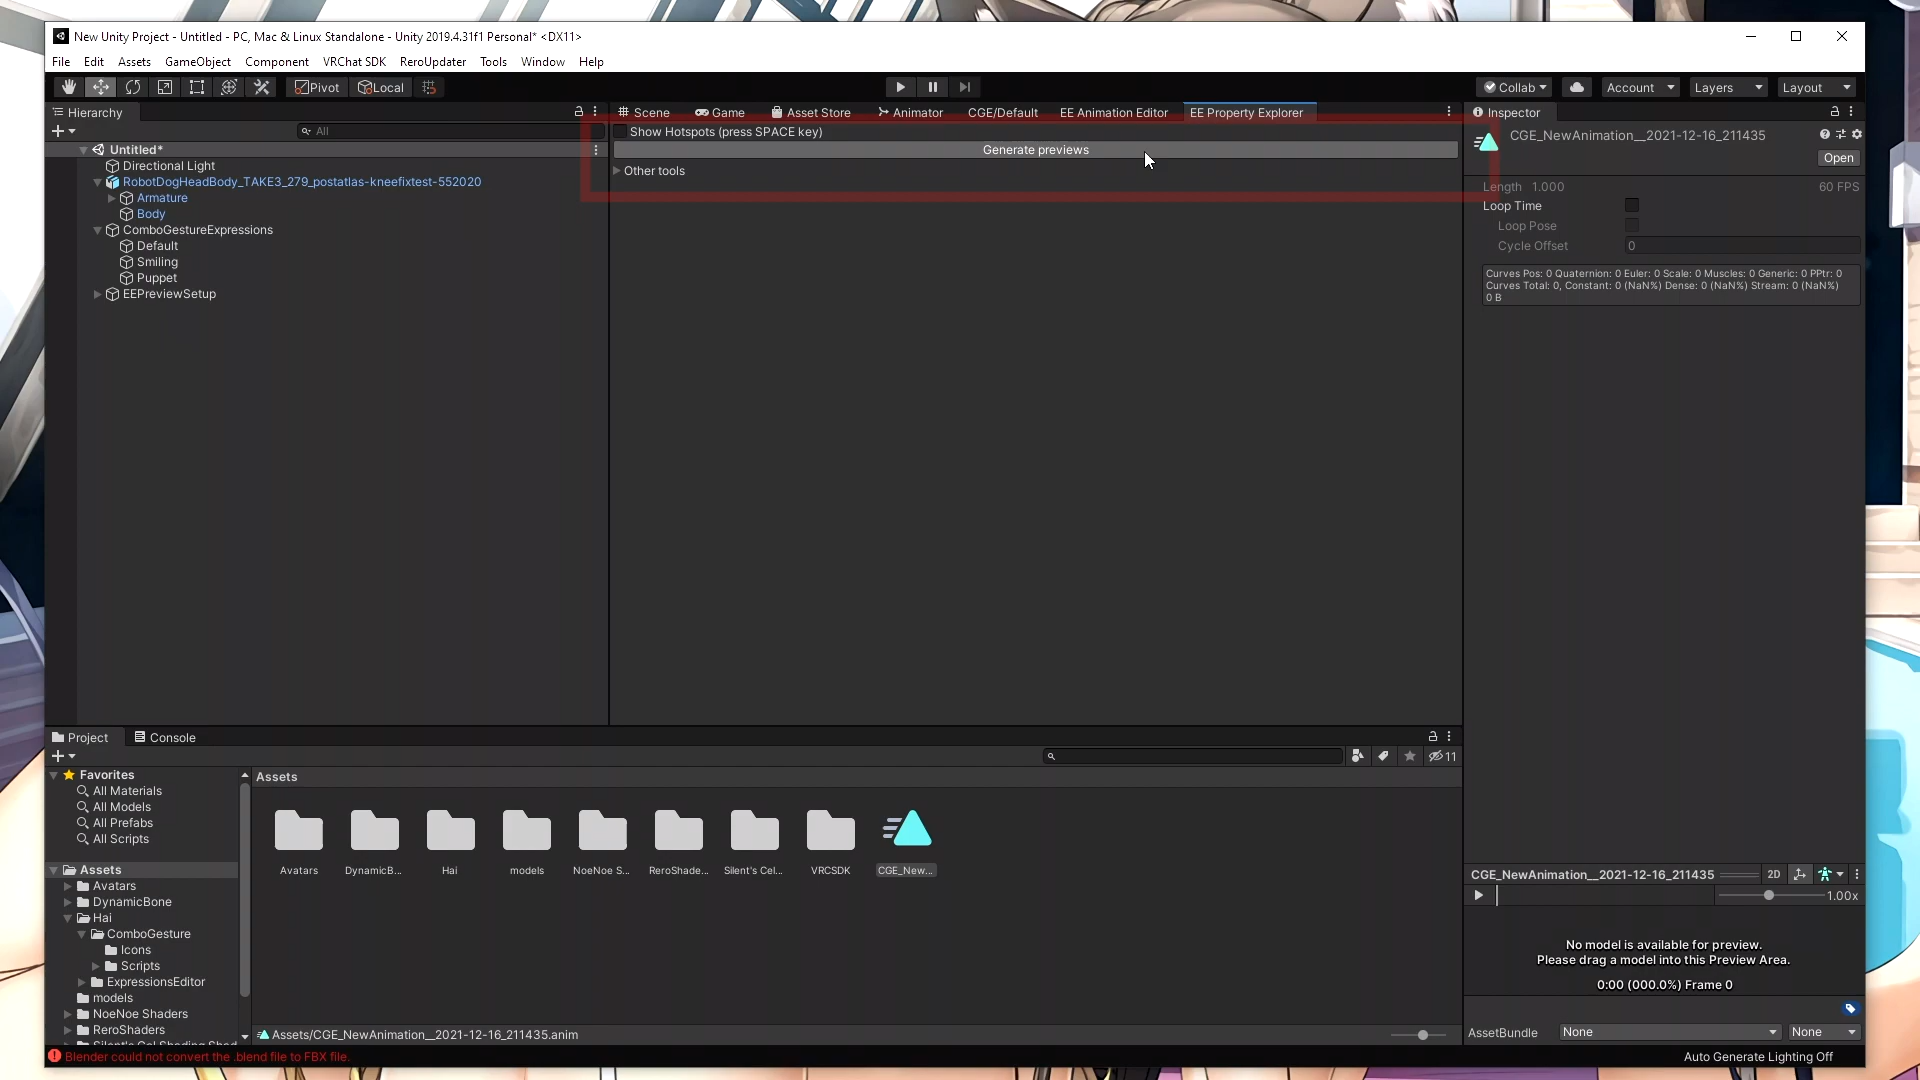 New Unity Project - Untitled - PC, Mac & Linux Standalone - Unity 2019.4.31f1 Personal* <DX11>
File Edit Assets GameObject Component VRChat SDK ReroUpdater Tools Window Help
Pivot Local Collab Account Layers Layout
Hierarchy
All
Untitled*
Directional Light
RobotDogHeadBody_TAKE3_279_postatlas-kneefixtest-552020
Armature
Body
ComboGestureExpressions
Default
Smiling
Puppet
EEPreviewSetup
Scene Game Asset Store Animator CGE/Default EE Animation Editor EE Property Explorer
Show Hotspots (press SPACE key)
Generate previews
Other tools
Inspector
CGE_NewAnimation__2021-12-16_211435
Open
Length 1.000 60 FPS
Loop Time
Loop Pose
Cycle Offset 0
Curves Pos: 0 Quaternion: 0 Euler: 0 Scale: 0 Muscles: 0 Generic: 0 PPtr: 0
Curves Total: 0, Constant: 0 (NaN%) Dense: 0 (NaN%) Stream: 0 (NaN%)
0 B
Project Console
11
Favorites
All Materials
All Models
All Prefabs
All Scripts
Assets
Avatars
DynamicBone
Hai
ComboGesture
Icons
Scripts
ExpressionsEditor
models
NoeNoe Shaders
ReroShaders
Assets
Avatars DynamicB... Hai models NoeNoe S... ReroShade... Silent's Cel... VRCSDK CGE_New...
Assets/CGE_NewAnimation__2021-12-16_211435.anim
CGE_NewAnimation__2021-12-16_211435 2D
1.00x
No model is available for preview.
Please drag a model into this Preview Area.
0:00 (000.0%) Frame 0
AssetBundle None None
Blender could not convert the .blend file to FBX file.
Auto Generate Lighting Off